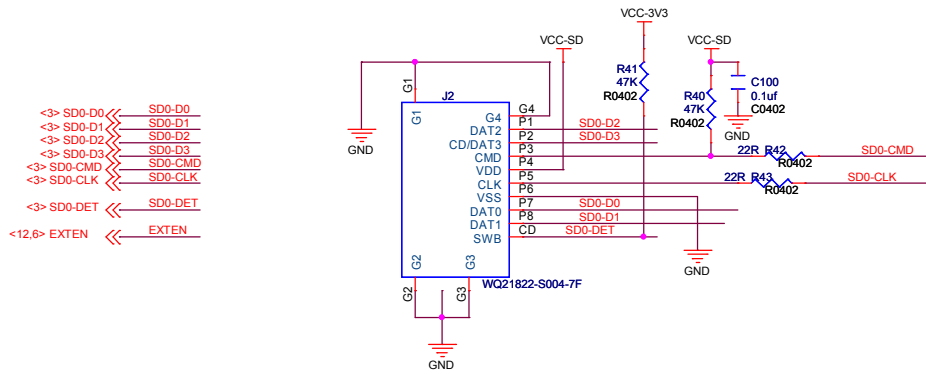 VCC-3V3
VCC-SD
VCC-SD
R41
47K
R0402
R40
47K
R0402
C100
0.1uf
C0402
GND
GND
J2
G1
G1
G4
G4
<3> SD0-D0 SD0-D0
<3> SD0-D1 SD0-D1
<3> SD0-D2 SD0-D2
<3> SD0-D3 SD0-D3
<3> SD0-CMD SD0-CMD
<3> SD0-CLK SD0-CLK
<3> SD0-DET SD0-DET
<12,6> EXTEN EXTEN
DAT2 P1 SD0-D2
CD/DAT3 P2 SD0-D3
CMD P3 22R R42 R0402 SD0-CMD
VDD P4
CLK P5 22R R43 R0402 SD0-CLK
VSS P6
DAT0 P7 SD0-D0
DAT1 P8 SD0-D1
SWB CD SD0-DET
GND
G2
G3
G2
G3
WQ21822-S004-7F
GND